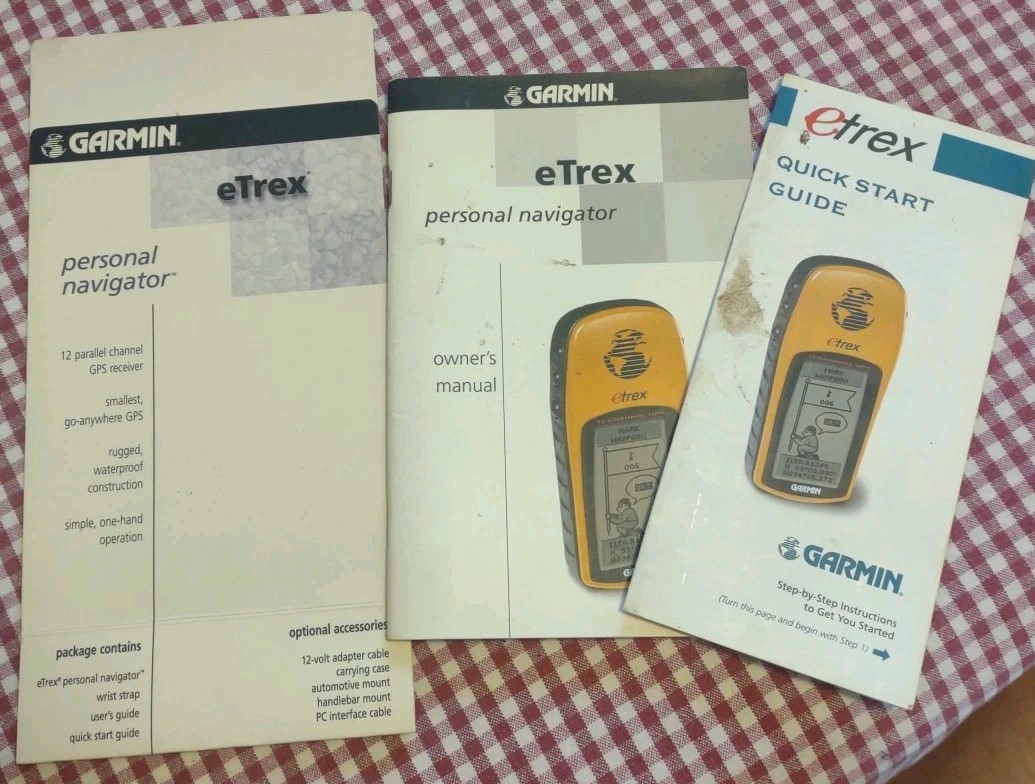 GARMIN
eTrex
personal
navigator™
12 parallel channel
GPS receiver
smallest,
go-anywhere GPS
rugged,
waterproof
construction
simple, one-hand
operation
package contains
eTrex® personal navigator™
wrist strap
user's guide
quick start guide
optional accessories
12-volt adapter cable
carrying case
automotive mount
handlebar mount
PC interface cable
GARMIN
eTrex
personal navigator
owner's
manual
etrex
MARK
WAYPOINT
006
etrex
QUICK START
GUIDE
etrex
MARK
WAYPOINT
006
GARMIN
GARMIN
Step-by-Step Instructions
to Get You Started
(Turn this page and begin with Step 1)